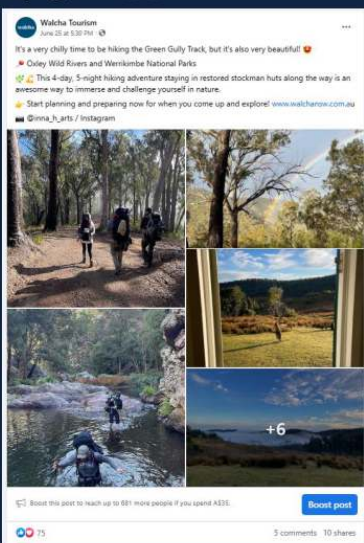 walcha
Walcha Tourism
June 25 at 5:30 PM ·
It's a very chilly time to be hiking the Green Gully Track, but it's also very beautiful!
Oxley Wild Rivers and Werrikimbe National Parks
This 4-day, 5-night hiking adventure staying in restored stockman huts along the way is an
awesome way to immerse and challenge yourself in nature.
Start planning and preparing now for when you come up and explore! www.walchanow.com.au
@inna_h_arts / Instagram
+6
Boost this post to reach up to 881 more people if you spend A$35.
Boost post
75
5 comments 10 shares